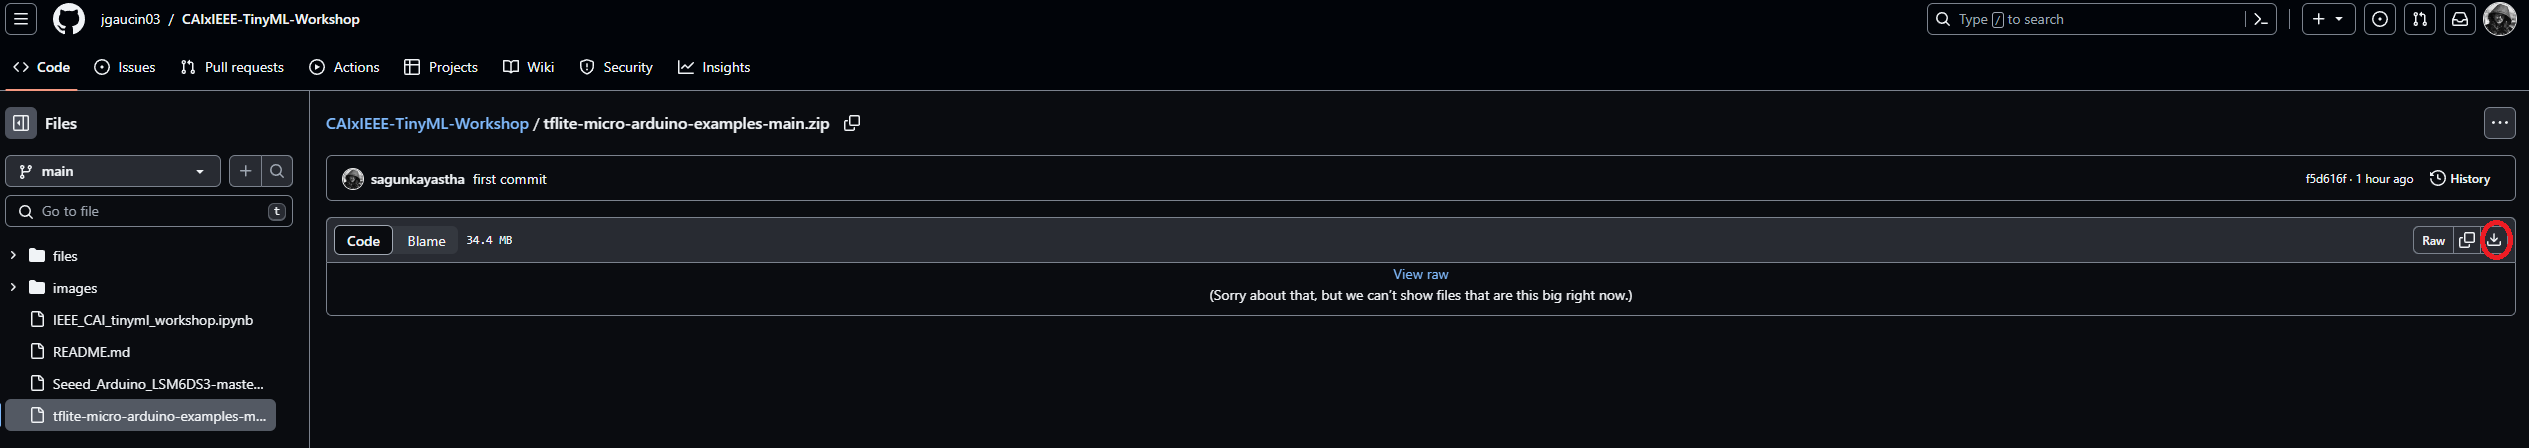 jgaucin03 / CAIxIEEE-TinyML-Workshop
Type / to search
Code
Issues
Pull requests
Actions
Projects
Wiki
Security
Insights
Files
main
Go to file
t
files
images
IEEE_CAI_tinyml_workshop.ipynb
README.md
Seeed_Arduino_LSM6DS3-maste...
tflite-micro-arduino-examples-m...
CAIxIEEE-TinyML-Workshop / tflite-micro-arduino-examples-main.zip
sagunkayastha first commit
f5d616f · 1 hour ago
History
Code
Blame
34.4 MB
Raw
View raw
(Sorry about that, but we can't show files that are this big right now.)